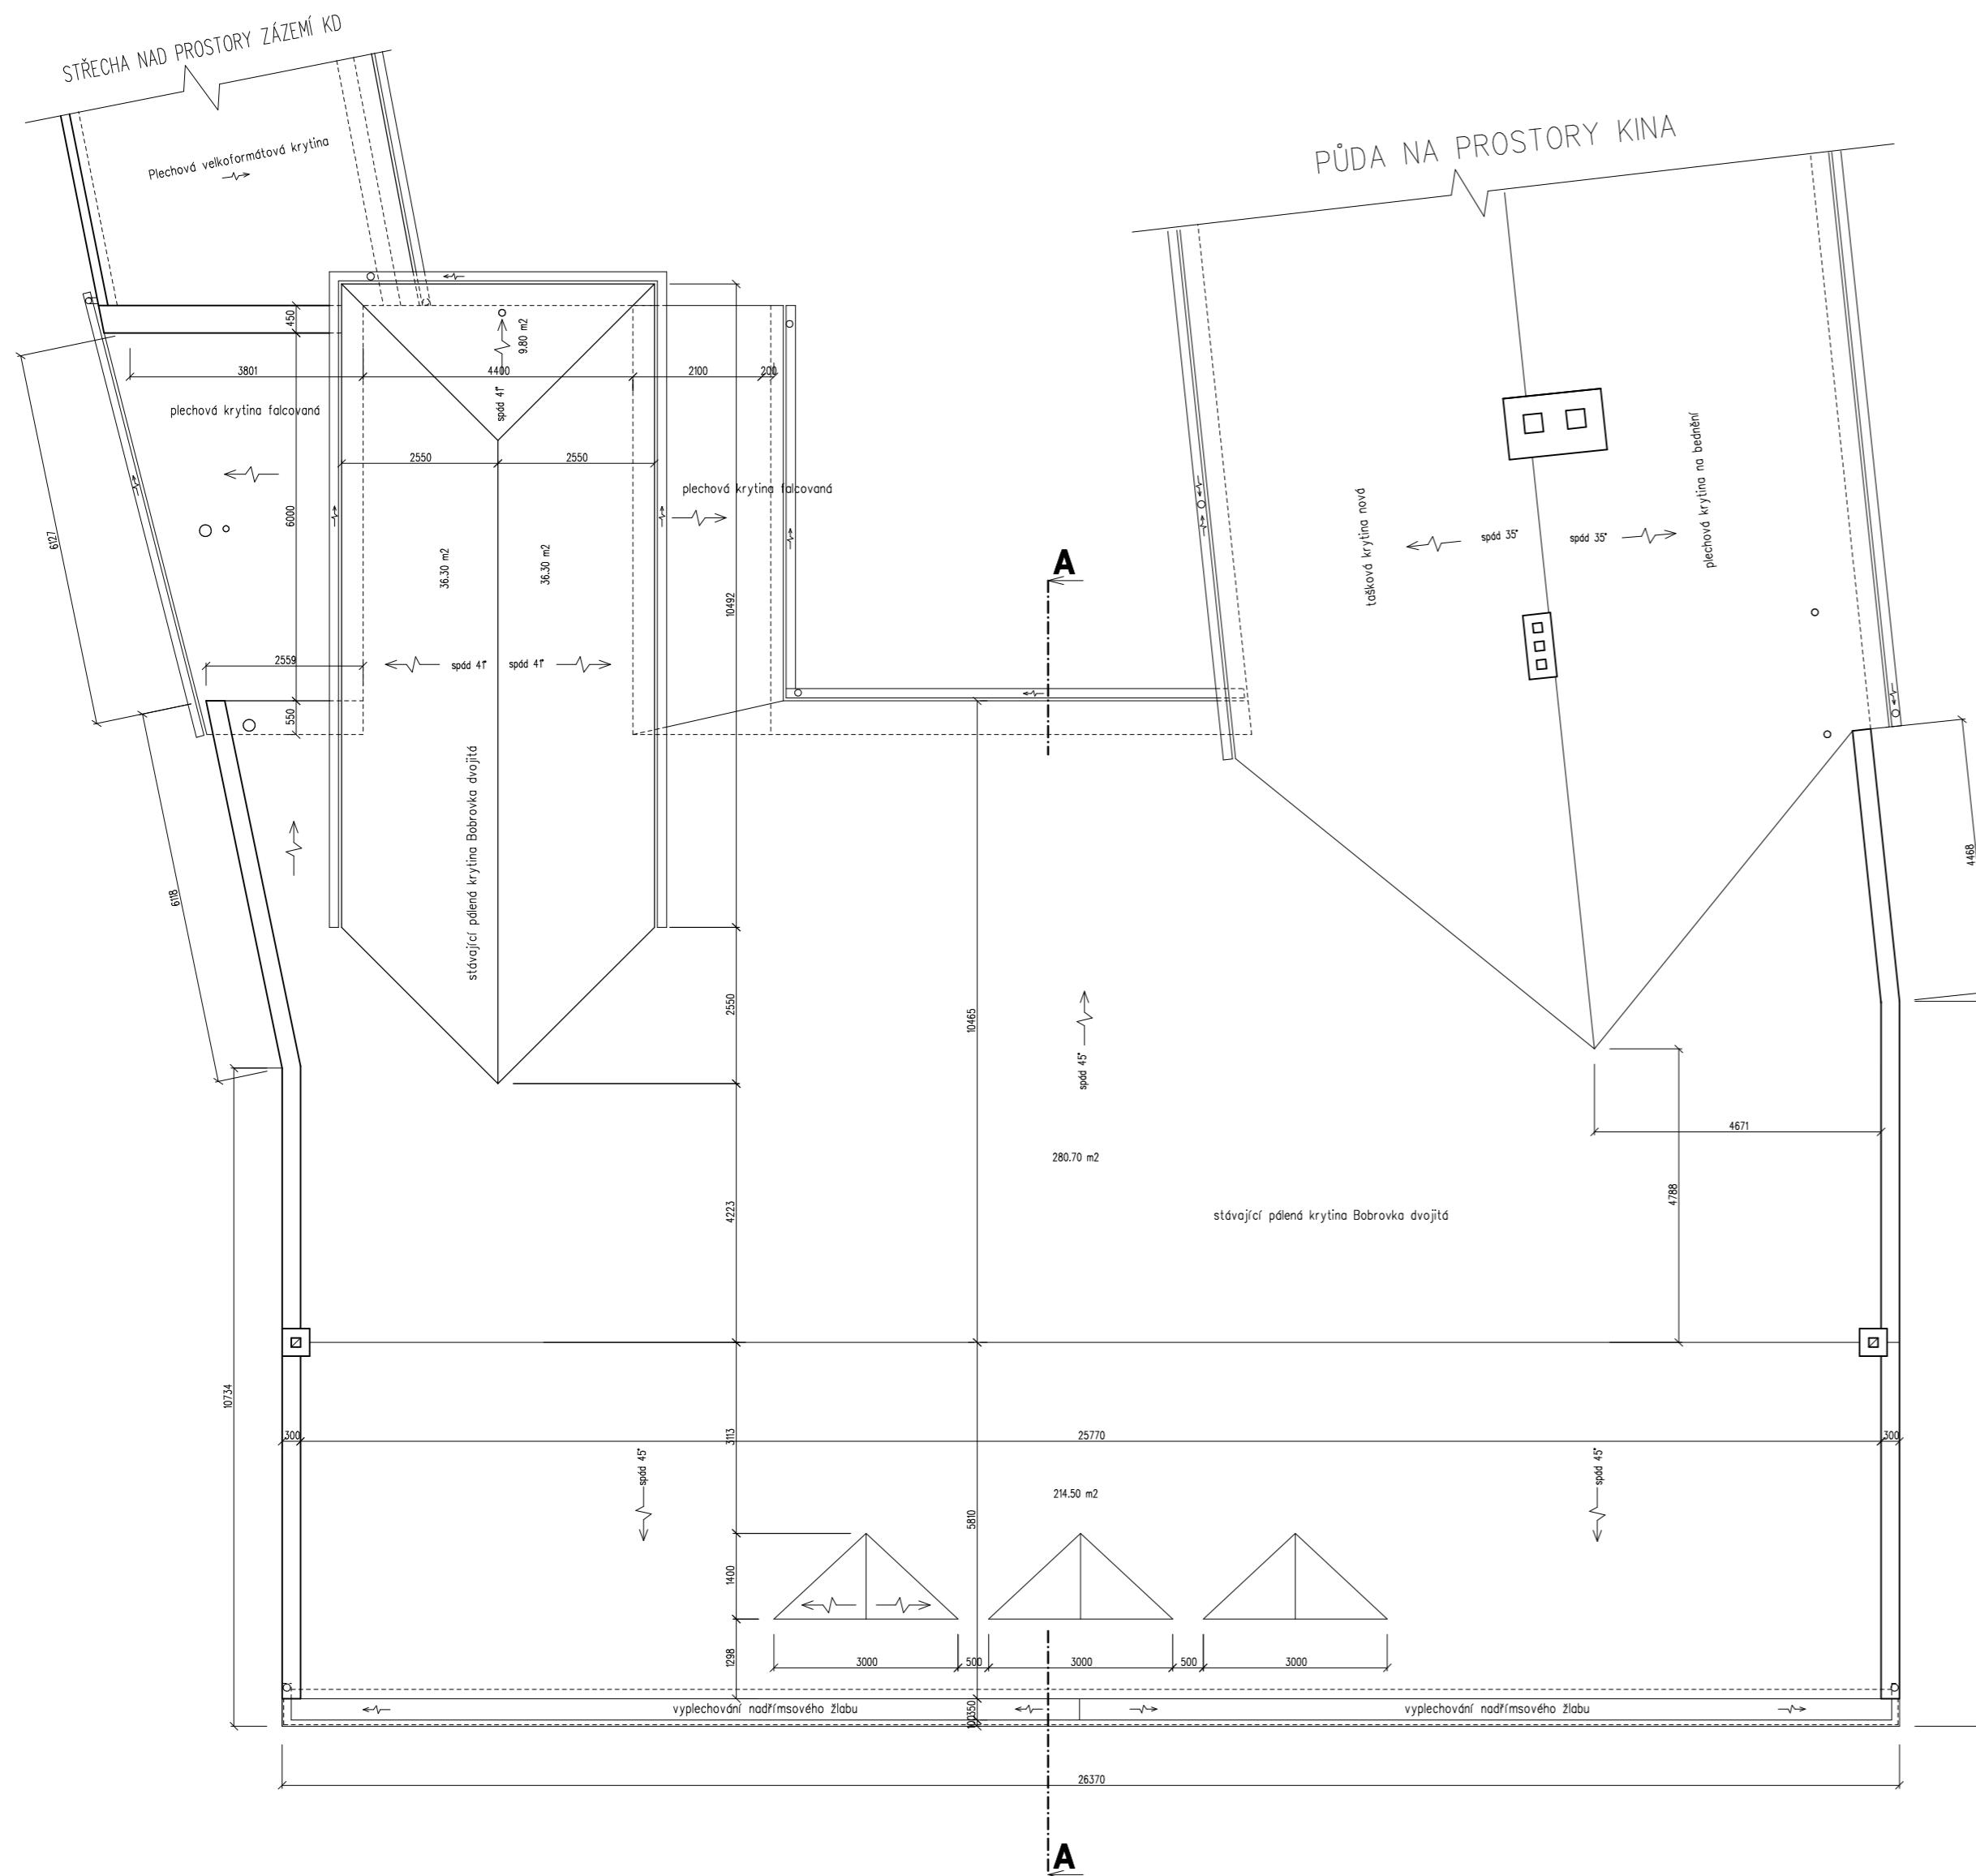 STŘECHA NAD PROSTORY ZÁZEMÍ KD
PŮDA NA PROSTORY KINA
Plechová velkoformátová krytina
450
9.80 m2
3801
4400
2100
200
spád 41°
plechová krytina falcovaná
2550
2550
plechová krytina falcovaná
tašková krytina nová
plechová krytina na bednění
6000
6127
36.30 m2
36.30 m2
spád 35°
spád 35°
A
10492
2559
spád 41°
spád 41°
550
stávající pálená krytina Bobrovka dvojitá
6118
4468
2550
10465
spád 45°
4671
280.70 m2
4223
4788
stávající pálená krytina Bobrovka dvojitá
10734
300
3113
25770
300
spád 45°
spád 45°
214.50 m2
5810
1400
1298
3000
500
3000
500
3000
vyplechování nadřímsového žlabu
100
350
vyplechování nadřímsového žlabu
26370
A